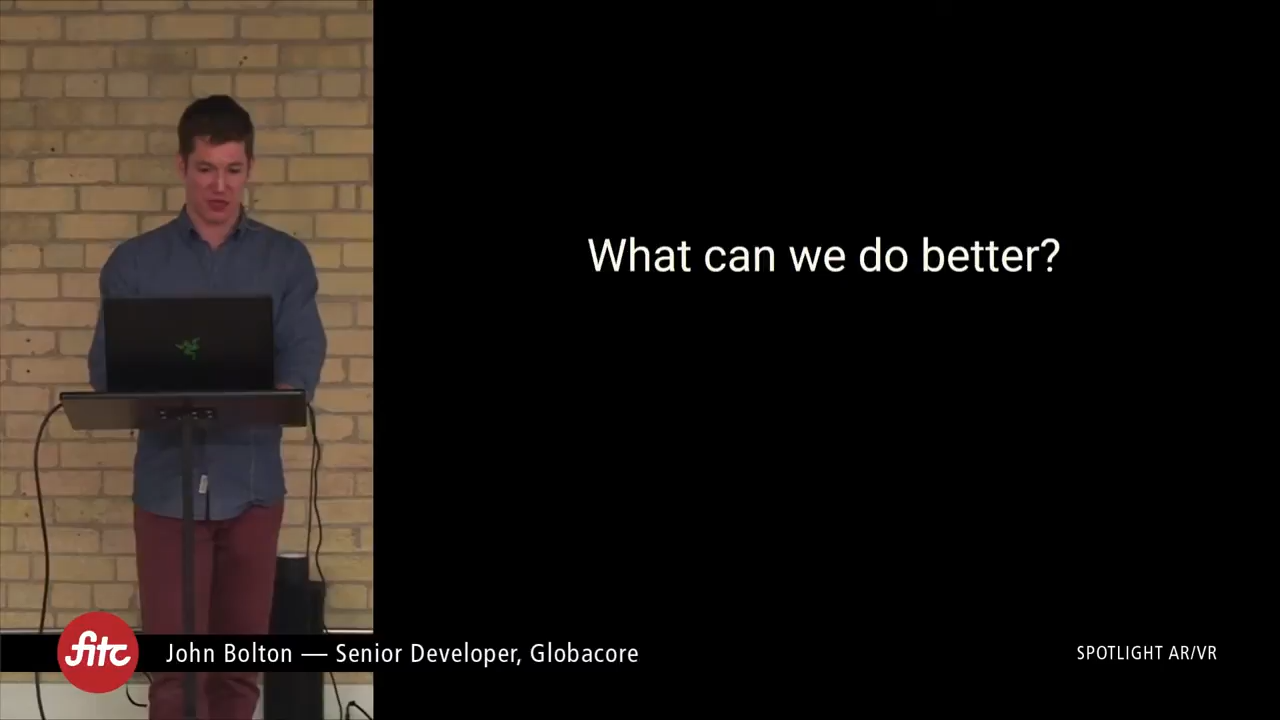 What can we do better?
fitc
John Bolton — Senior Developer, Globacore
SPOTLIGHT AR/VR